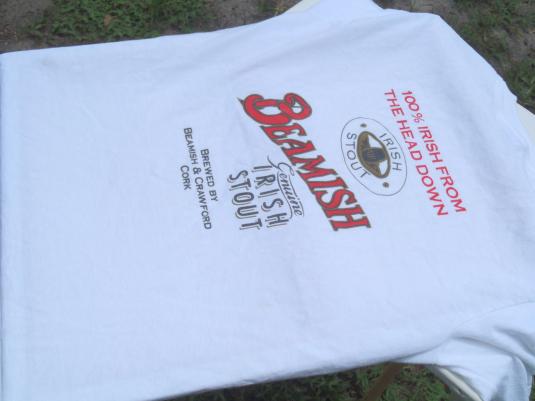 100% IRISH FROM
THE HEAD DOWN
IRISH
STOUT
BEAMISH
Genuine
IRISH
STOUT
BREWED BY
BEAMISH & CRAWFORD
CORK